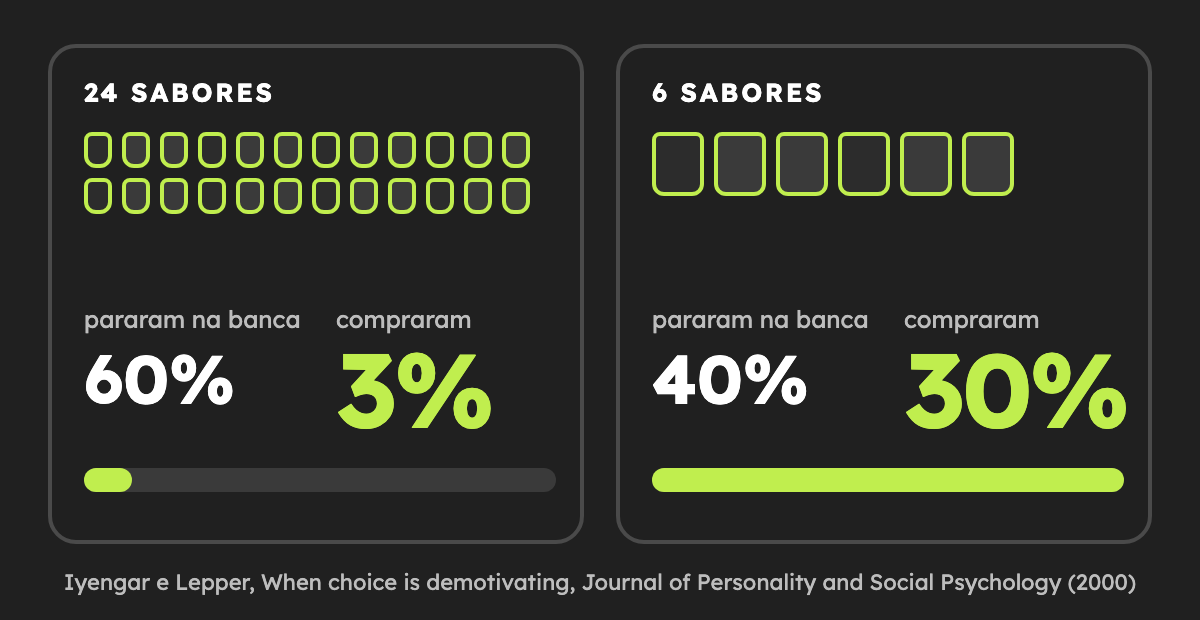 24 SABORES
pararam na banca compraram
60% 3%
6 SABORES
pararam na banca compraram
40% 30%
Iyengar e Lepper, When choice is demotivating, Journal of Personality and Social Psychology (2000)